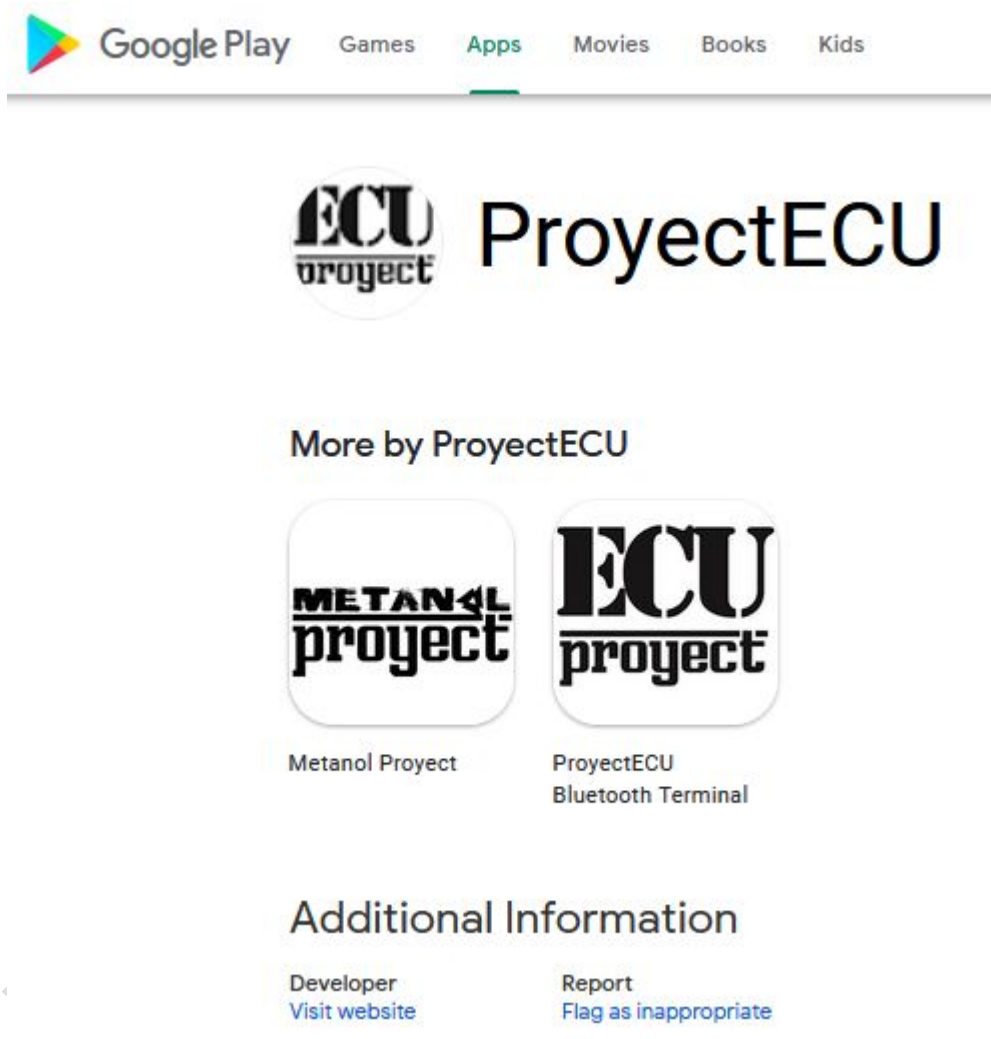 Google Play Games Apps Movies Books Kids
ECU
proyect
ProyectECU
More by ProyectECU
METANOL
proyect
ECU
proyect
Metanol Proyect
ProyectECU
Bluetooth Terminal
Additional Information
Developer
Visit website
Report
Flag as inappropriate